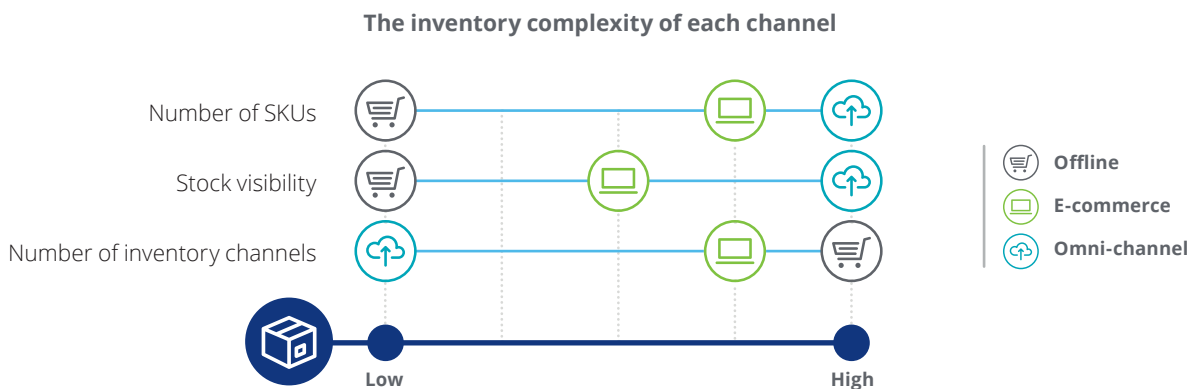 The inventory complexity of each channel
Number of SKUs
Stock visibility
Number of inventory channels
Low
High
Offline
E-commerce
Omni-channel